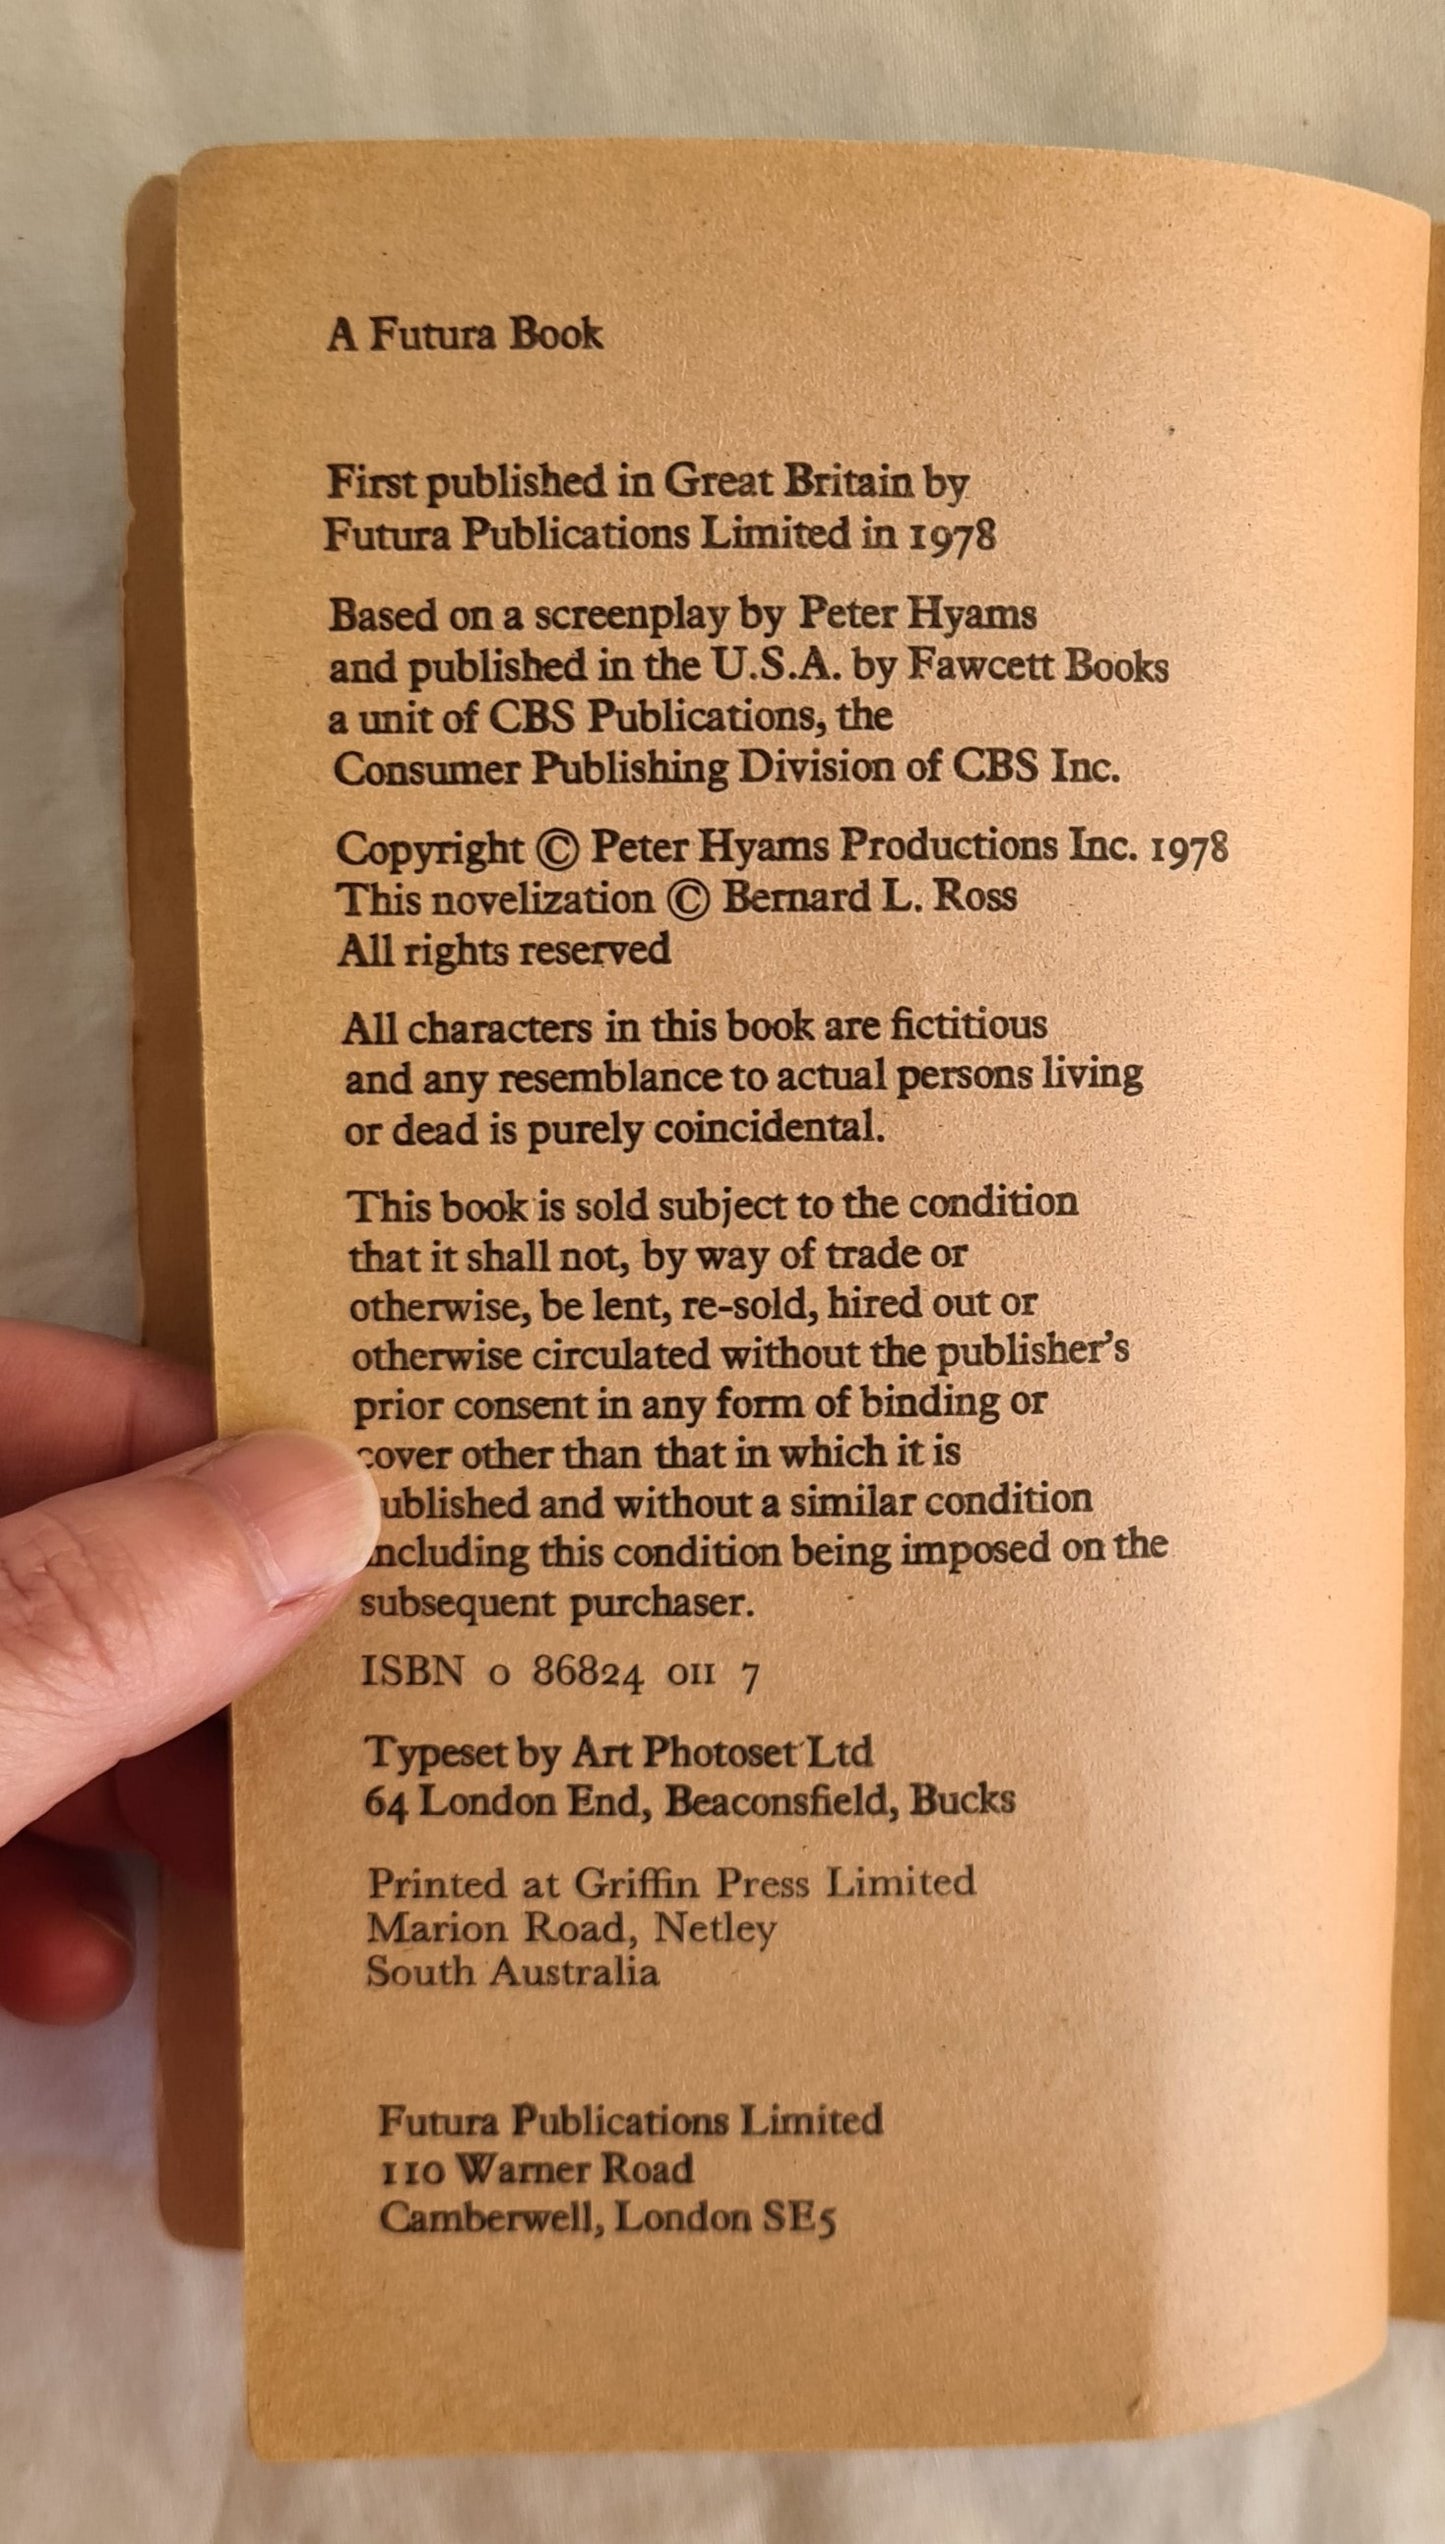 A Futura Book
First published in Great Britain by
Futura Publications Limited in 1978
Based on a screenplay by Peter Hyams
and published in the U.S.A. by Fawcett Books
a unit of CBS Publications, the
Consumer Publishing Division of CBS Inc.
Copyright © Peter Hyams Productions Inc. 1978
This novelization © Bernard L. Ross
All rights reserved
All characters in this book are fictitious
and any resemblance to actual persons living
or dead is purely coincidental.
This book is sold subject to the condition
that it shall not, by way of trade or
otherwise, be lent, re-sold, hired out or
otherwise circulated without the publisher's
prior consent in any form of binding or
cover other than that in which it is
ublished and without a similar condition
including this condition being imposed on the
subsequent purchaser.
ISBN 0 86824 011 7
Typeset by Art Photoset Ltd
64 London End, Beaconsfield, Bucks
Printed at Griffin Press Limited
Marion Road, Netley
South Australia
Futura Publications Limited
110 Warner Road
Camberwell, London SE5